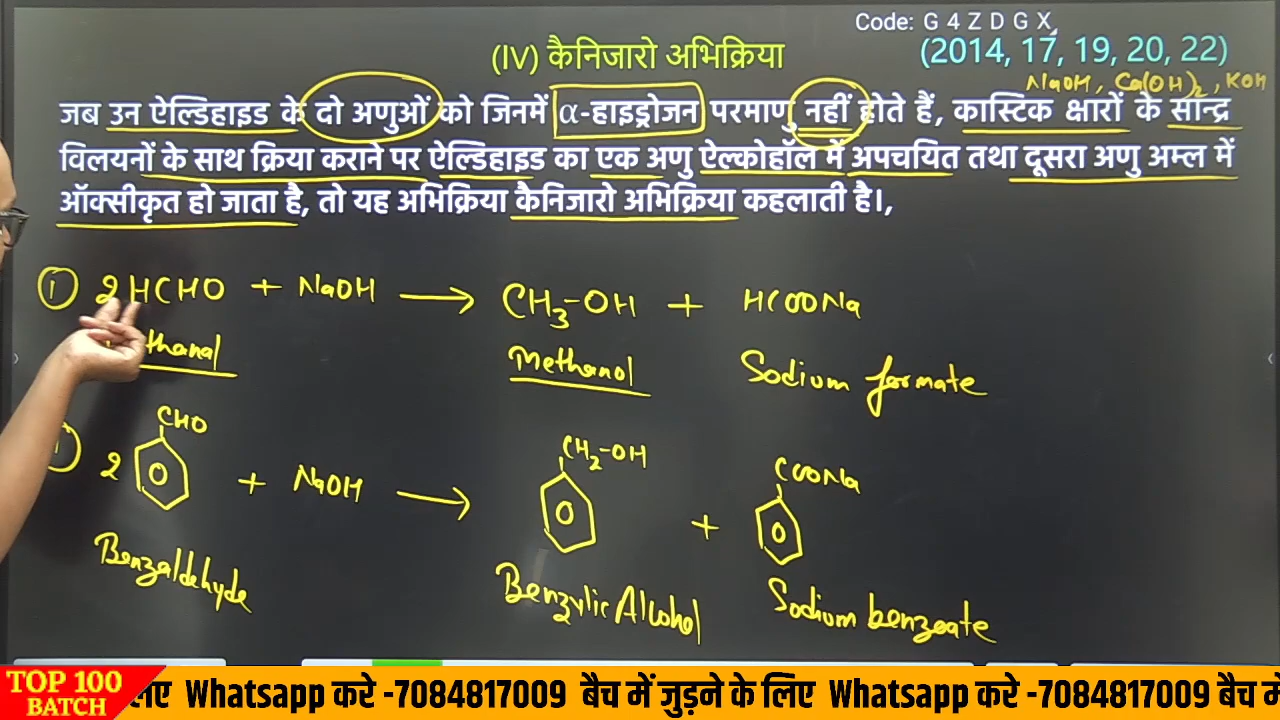 Code: G 4 Z D G X
(IV) कैनिजारो अभिक्रिया
(2014, 17, 19, 20, 22)
NaOH, Ca(OH)2, KOH
जब उन ऐल्डिहाइड के दो अणुओं को जिनमें α-हाइड्रोजन परमाणु नहीं होते हैं, कास्टिक क्षारों के सान्द्र
विलयनों के साथ क्रिया कराने पर ऐल्डिहाइड का एक अणु ऐल्कोहॉल में अपचयित तथा दूसरा अणु अम्ल में
ऑक्सीकृत हो जाता है, तो यह अभिक्रिया कैनिजारो अभिक्रिया कहलाती है।,
① 2HCHO + NaOH ⟶ CH3-OH + HCOONa
Methanol Sodium formate
CHO CH2-OH COONa
2 + NaOH ⟶ +
Benzaldehyde Benzylic Alcohol Sodium benzoate
TOP 100
BATCH
Whatsapp करे -7084817009 बैच में जुड़ने के लिए Whatsapp करे -7084817009